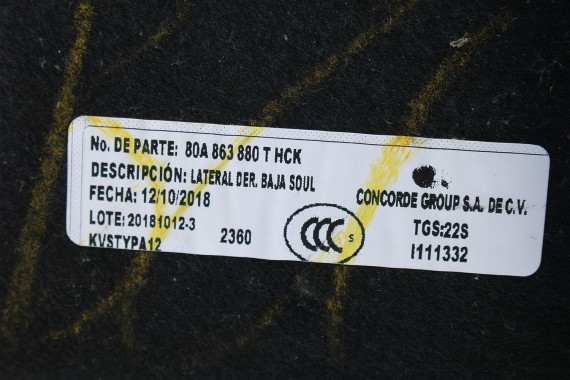 No. DE PARTE: 80A 863 880 T HCK
DESCRIPCIÓN: LATERAL DER. BAJA SOUL
FECHA: 12/10/2018
LOTE: 20181012-3
KVSTYPA12
2360
CCC S
CONCORDE GROUP S.A. DE C.V.
TGS:22S
I111332